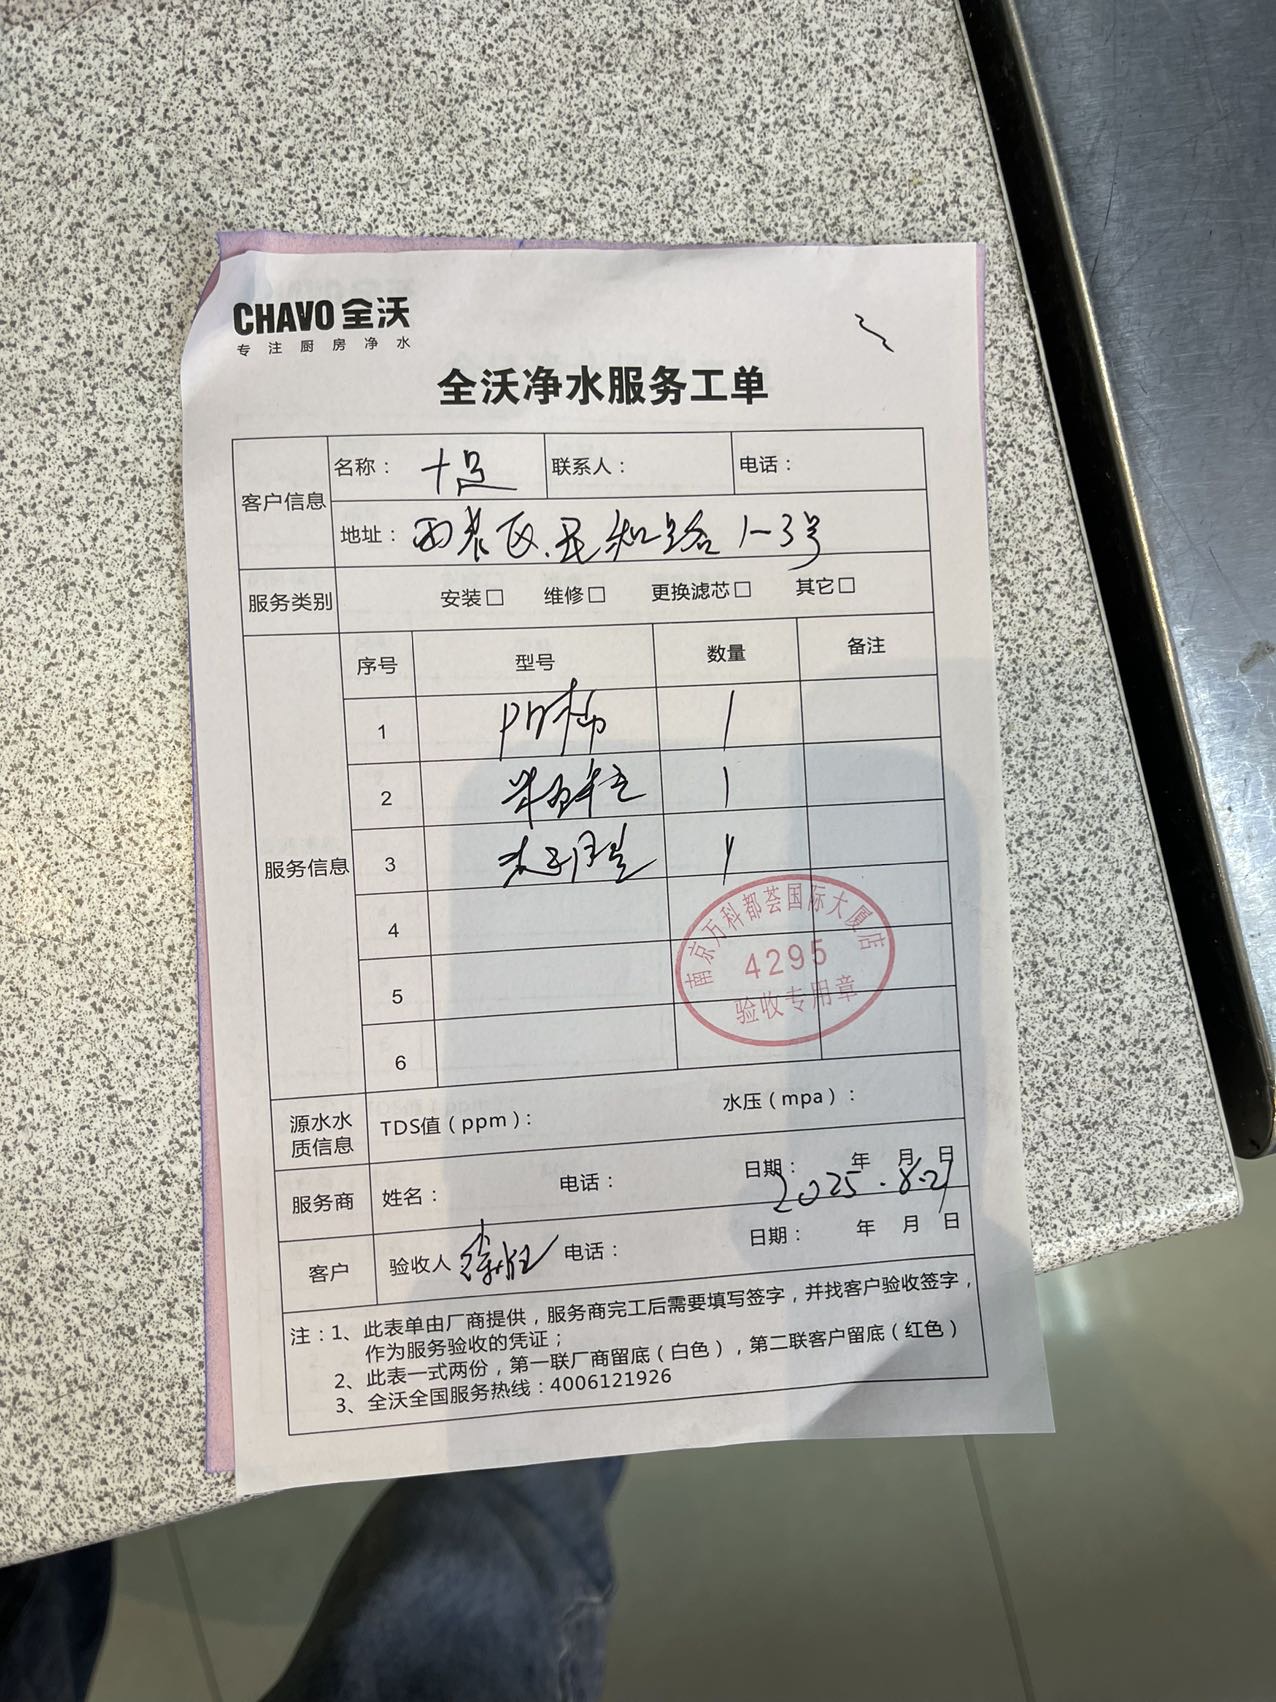 CHAVO 全沃
专注厨房净水
全沃净水服务工单
客户信息 名称： 联系人： 电话：
地址： 民和路1-3号
服务类别 安装□ 维修□ 更换滤芯□ 其它□
服务信息 序号 型号 数量 备注
1 1
2 1
3
4
5
6
南京万科都荟国际大厦店
4295
验收专用章
源水水质信息 TDS值（ppm）： 水压（mpa）：
服务商 姓名： 电话： 日期： 年 月 日
2025.8.21
客户 验收人 电话： 日期： 年 月 日
注：1、此表单由厂商提供，服务商完工后需要填写签字，并找客户验收签字，
作为服务验收的凭证；
2、此表一式两份，第一联厂商留底（白色），第二联客户留底（红色）
3、全沃全国服务热线：4006121926